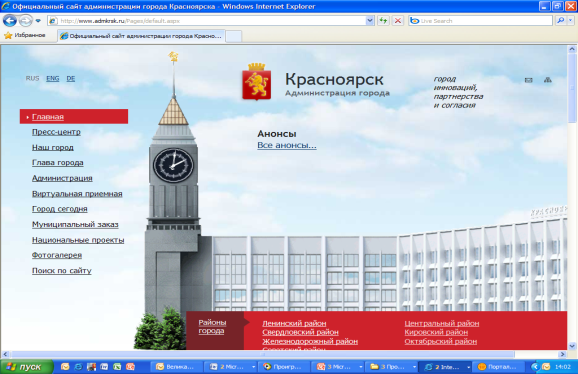 Официальный сайт администрации города Красноярска - Windows Internet Explorer
http://www.admkrsk.ru/Pages/default.aspx
Live Search
Избранное
Официальный сайт администрации города Красно...
RUS ENG DE
Красноярск
Администрация города
город
инноваций,
партнерства
и согласия
Главная
Пресс-центр
Наш город
Глава города
Администрация
Виртуальная приемная
Город сегодня
Муниципальный заказ
Национальные проекты
Фотогалерея
Поиск по сайту
Анонсы
Все анонсы...
Районы
города
Ленинский район
Свердловский район
Железнодорожный район
Советский район
Центральный район
Кировский район
Октябрьский район
пуск
Велика...
2 Micr...
Проигр...
3 Micr...
3 Про...
2 Inte...
Портал...
14:02